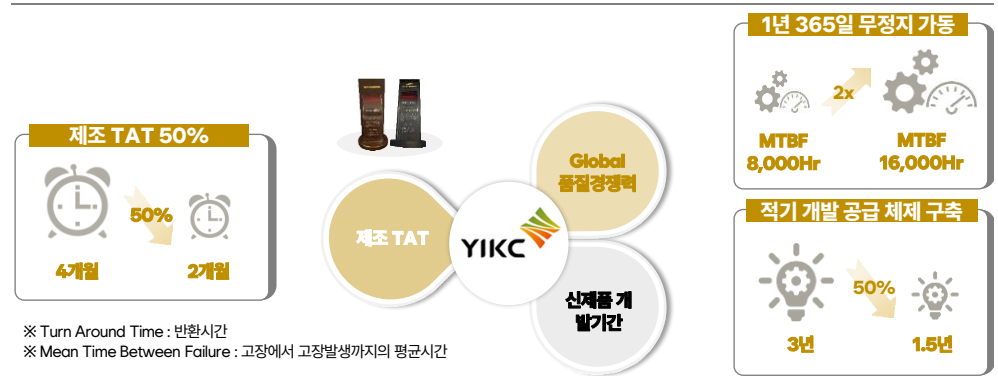 1년 365일 무정지 가동
2x
MTBF
8,000Hr
MTBF
16,000Hr
제조 TAT 50%
50%
4개월
2개월
Global
품질경쟁력
제조 TAT
YIKC
신제품 개
발기간
적기 개발 공급 체제 구축
50%
3년
1.5년
※ Turn Around Time : 반환시간
※ Mean Time Between Failure : 고장에서 고장발생까지의 평균시간